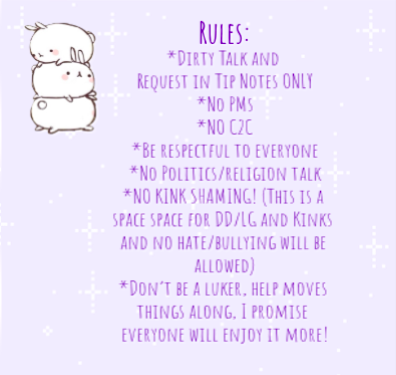 RULES:
*DIRTY TALK AND
REQUEST IN TIP NOTES ONLY
*NO PMS
*NO C2C
*BE RESPECTFUL TO EVERYONE
*NO POLITICS/RELIGION TALK
*NO KINK SHAMING! (THIS IS A
SPACE SPACE FOR DD/LG AND KINKS
AND NO HATE/BULLYING WILL BE
ALLOWED)
*DON'T BE A LUKER, HELP MOVES
THINGS ALONG, I PROMISE
EVERYONE WILL ENJOY IT MORE!